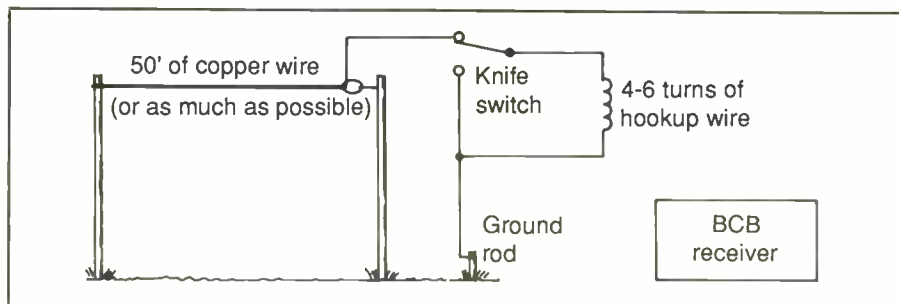 50' of copper wire
(or as much as possible)
Knife
switch
4-6 turns of
hookup wire
Ground
rod
BCB
receiver